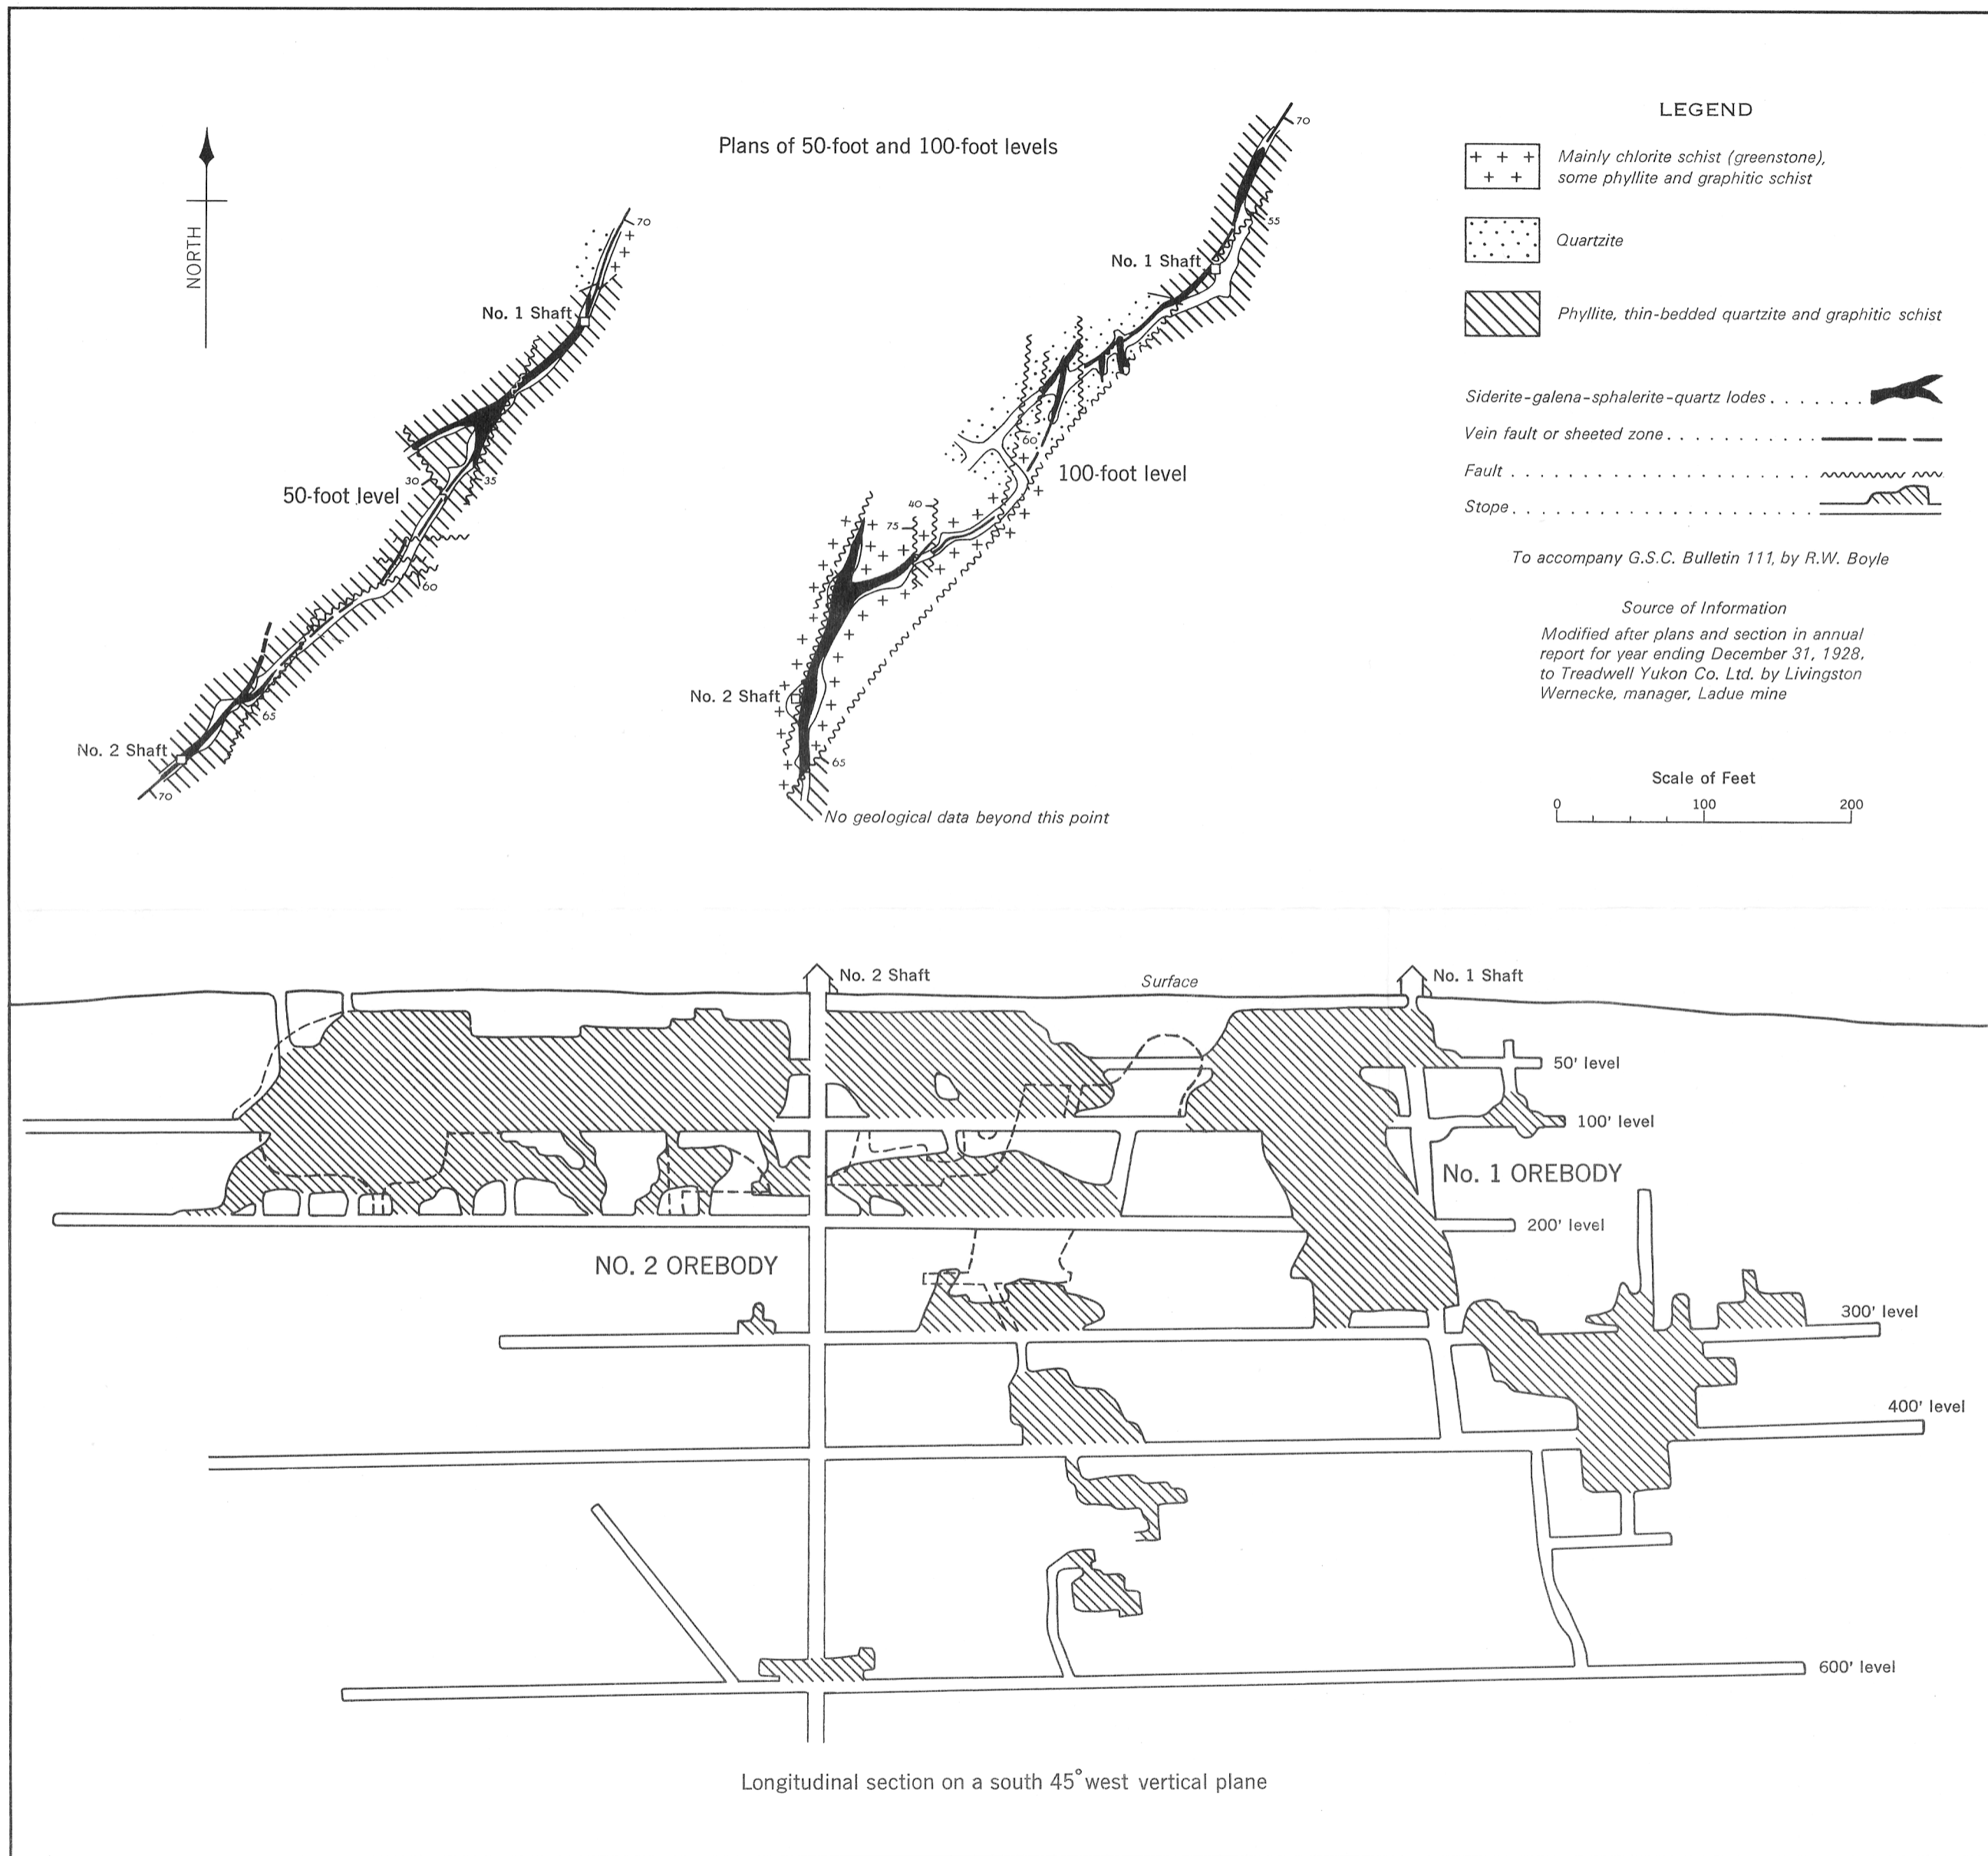 Plans of 50-foot and 100-foot levels
NORTH
70
No. 1 Shaft
50-foot level
30
35
60
65
No. 2 Shaft
70
70
55
No. 1 Shaft
60
100-foot level
40
75
No. 2 Shaft
65
No geological data beyond this point
LEGEND
Mainly chlorite schist (greenstone),
some phyllite and graphitic schist
Quartzite
Phyllite, thin-bedded quartzite and graphitic schist
Siderite-galena-sphalerite-quartz lodes
Vein fault or sheeted zone
Fault
Stope
To accompany G.S.C. Bulletin 111, by R.W. Boyle
Source of Information
Modified after plans and section in annual
report for year ending December 31, 1928,
to Treadwell Yukon Co. Ltd. by Livingston
Wernecke, manager, Ladue mine
Scale of Feet
0 100 200
No. 2 Shaft
Surface
No. 1 Shaft
50' level
100' level
No. 1 OREBODY
200' level
NO. 2 OREBODY
300' level
400' level
600' level
Longitudinal section on a south 45° west vertical plane